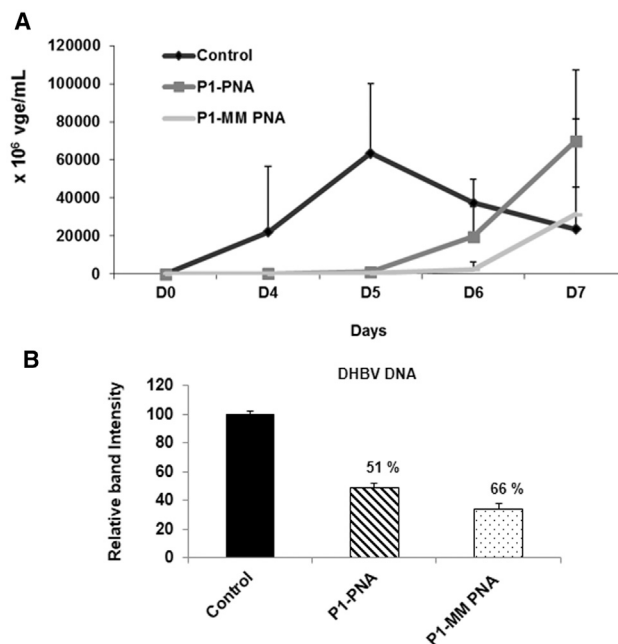 A
120000
100000
80000
60000
40000
20000
0
x 10⁶ vge/mL
Control
P1-PNA
P1-MM PNA
D0 D4 D5 D6 D7
Days
B
DHBV DNA
120
100
80
60
40
20
0
Relative band Intensity
51 %
66 %
Control P1-PNA P1-MM PNA